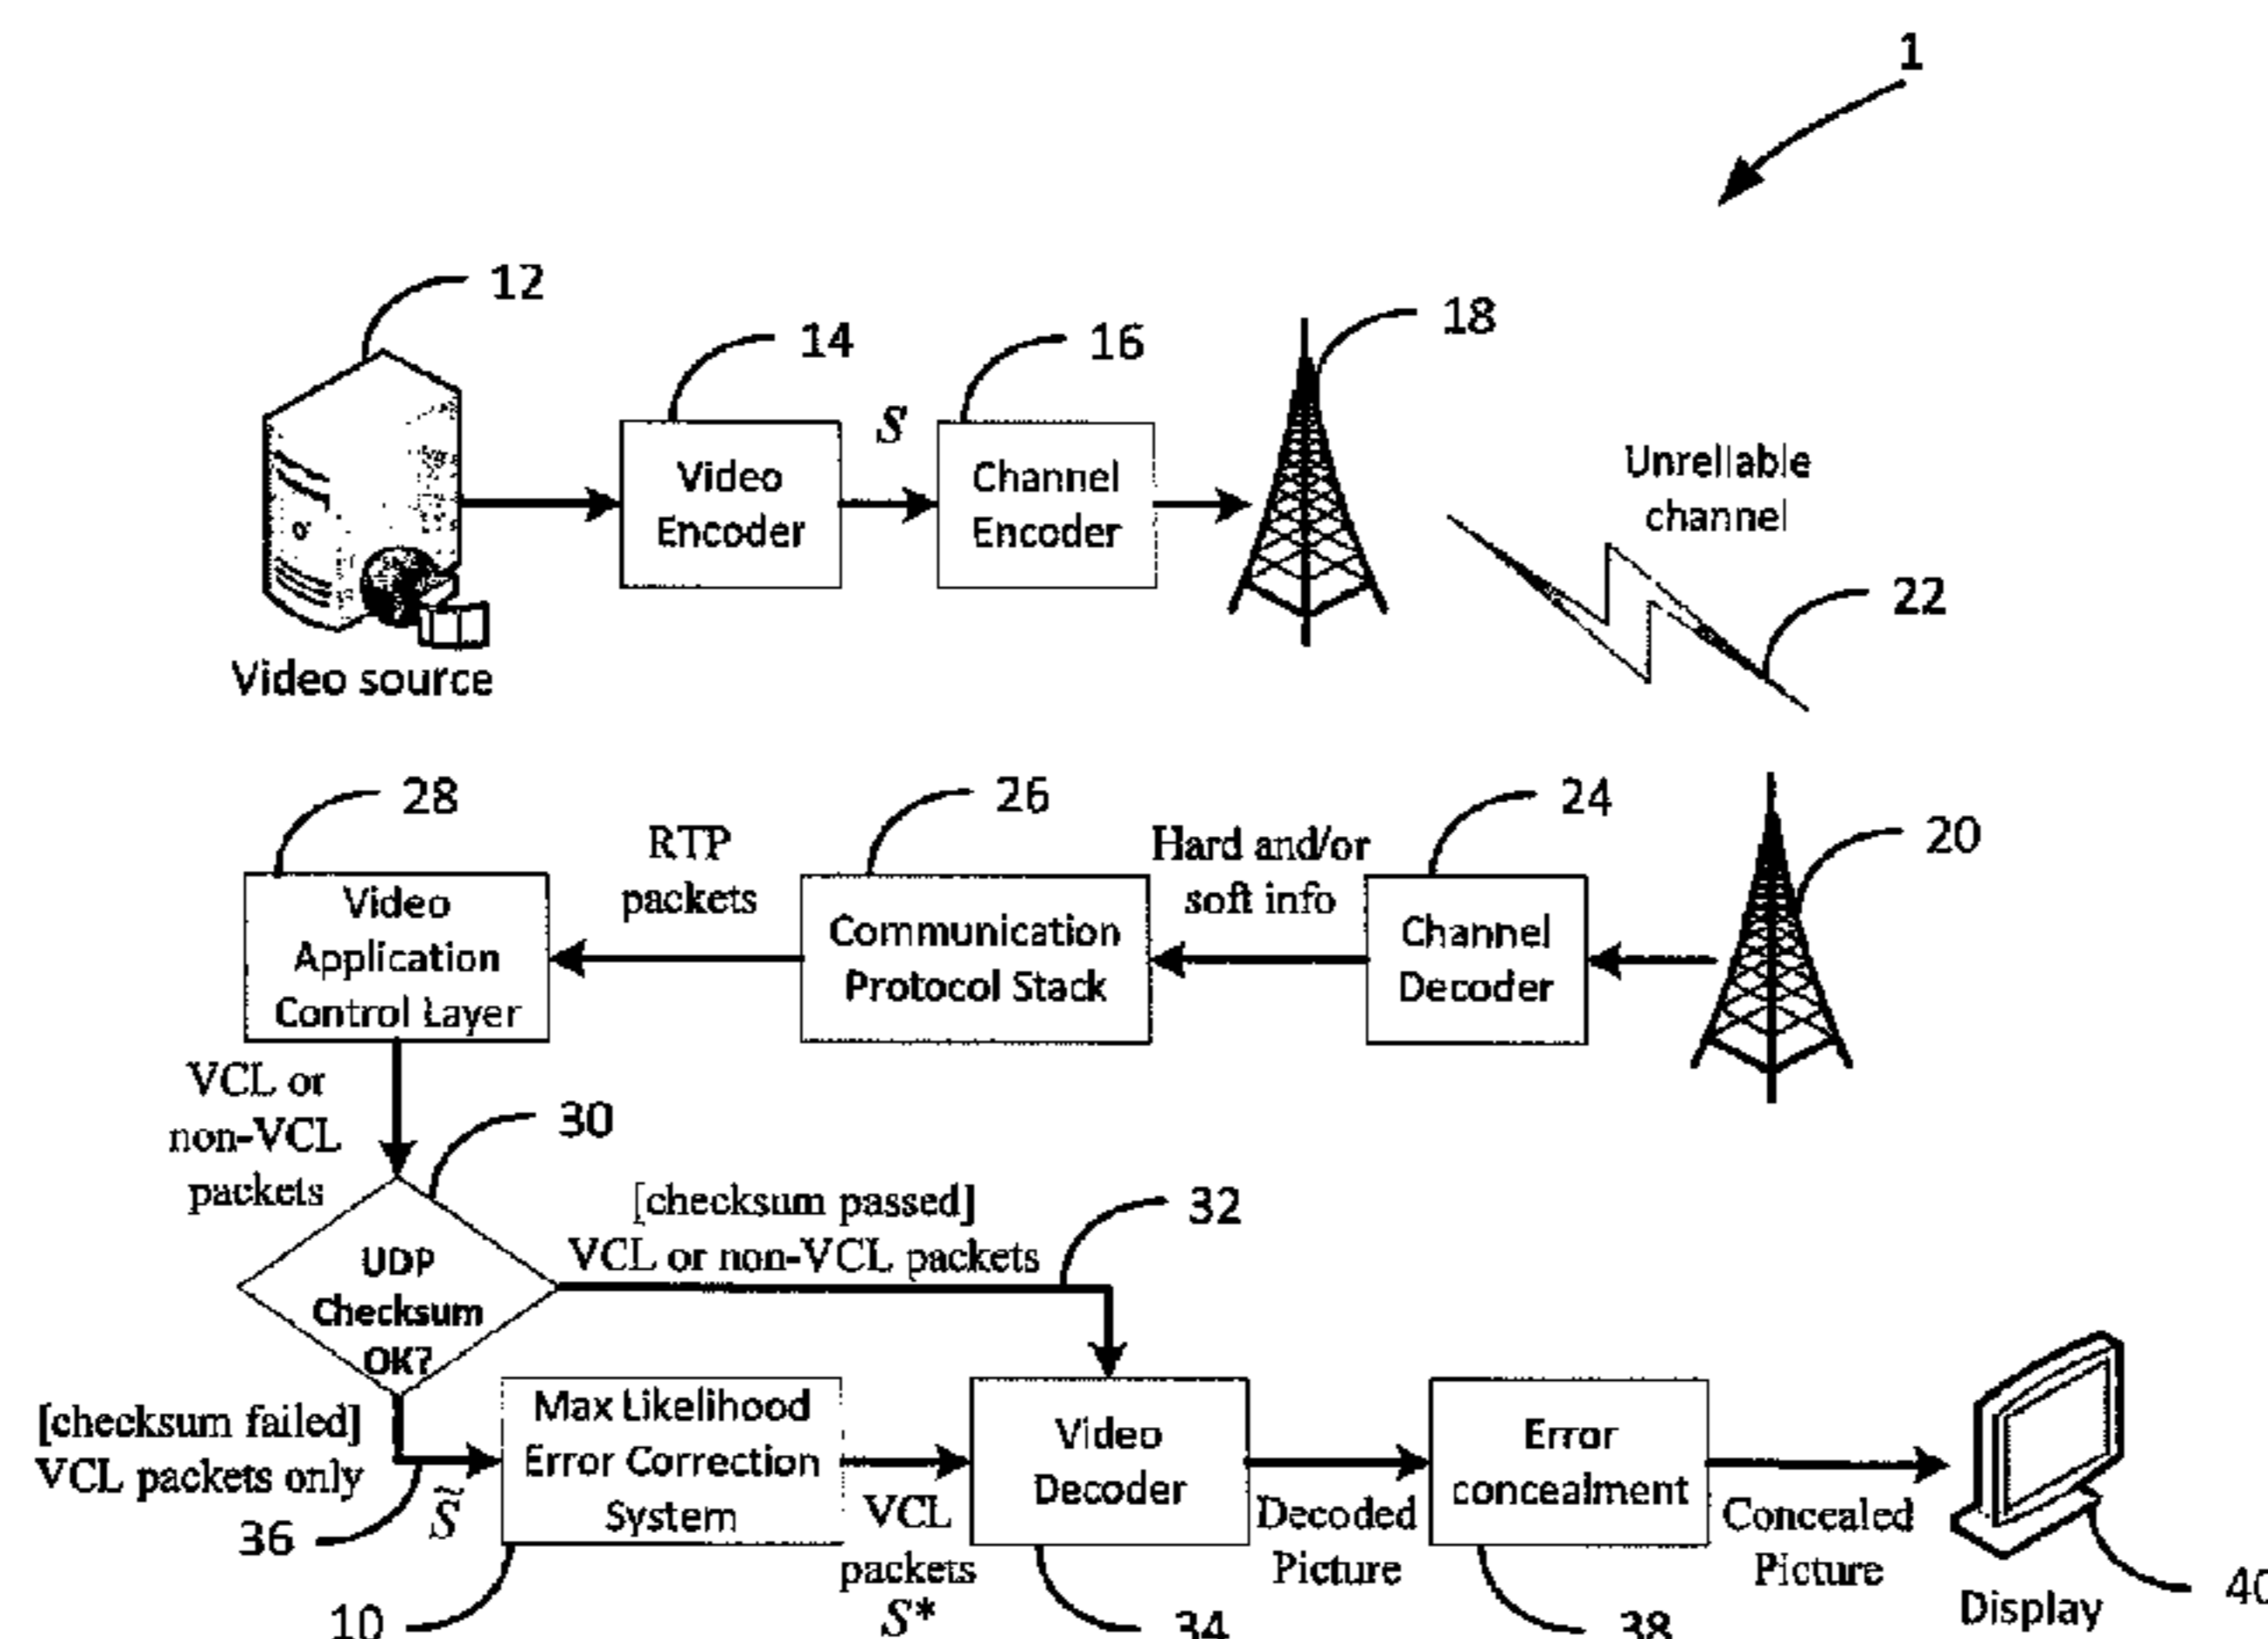 1
12
14
16
18
S
Video
Encoder
Channel
Encoder
Unrellable
channel
22
Video source
28
26
24
20
RTP
packets
Hard and/or
soft info
Video
Application
Control Layer
Communication
Protocol Stack
Channel
Decoder
VCL or
non-VCL
packets
30
[checksum passed]
VCL or non-VCL packets
32
UDP
Checksum
OK?
[checksum failed]
VCL packets only
36
S̃
Max Likelihood
Error Correction
System
VCL
packets
S*
Video
Decoder
Decoded
Picture
Error
concealment
Concealed
Picture
Display
10
34
38
40